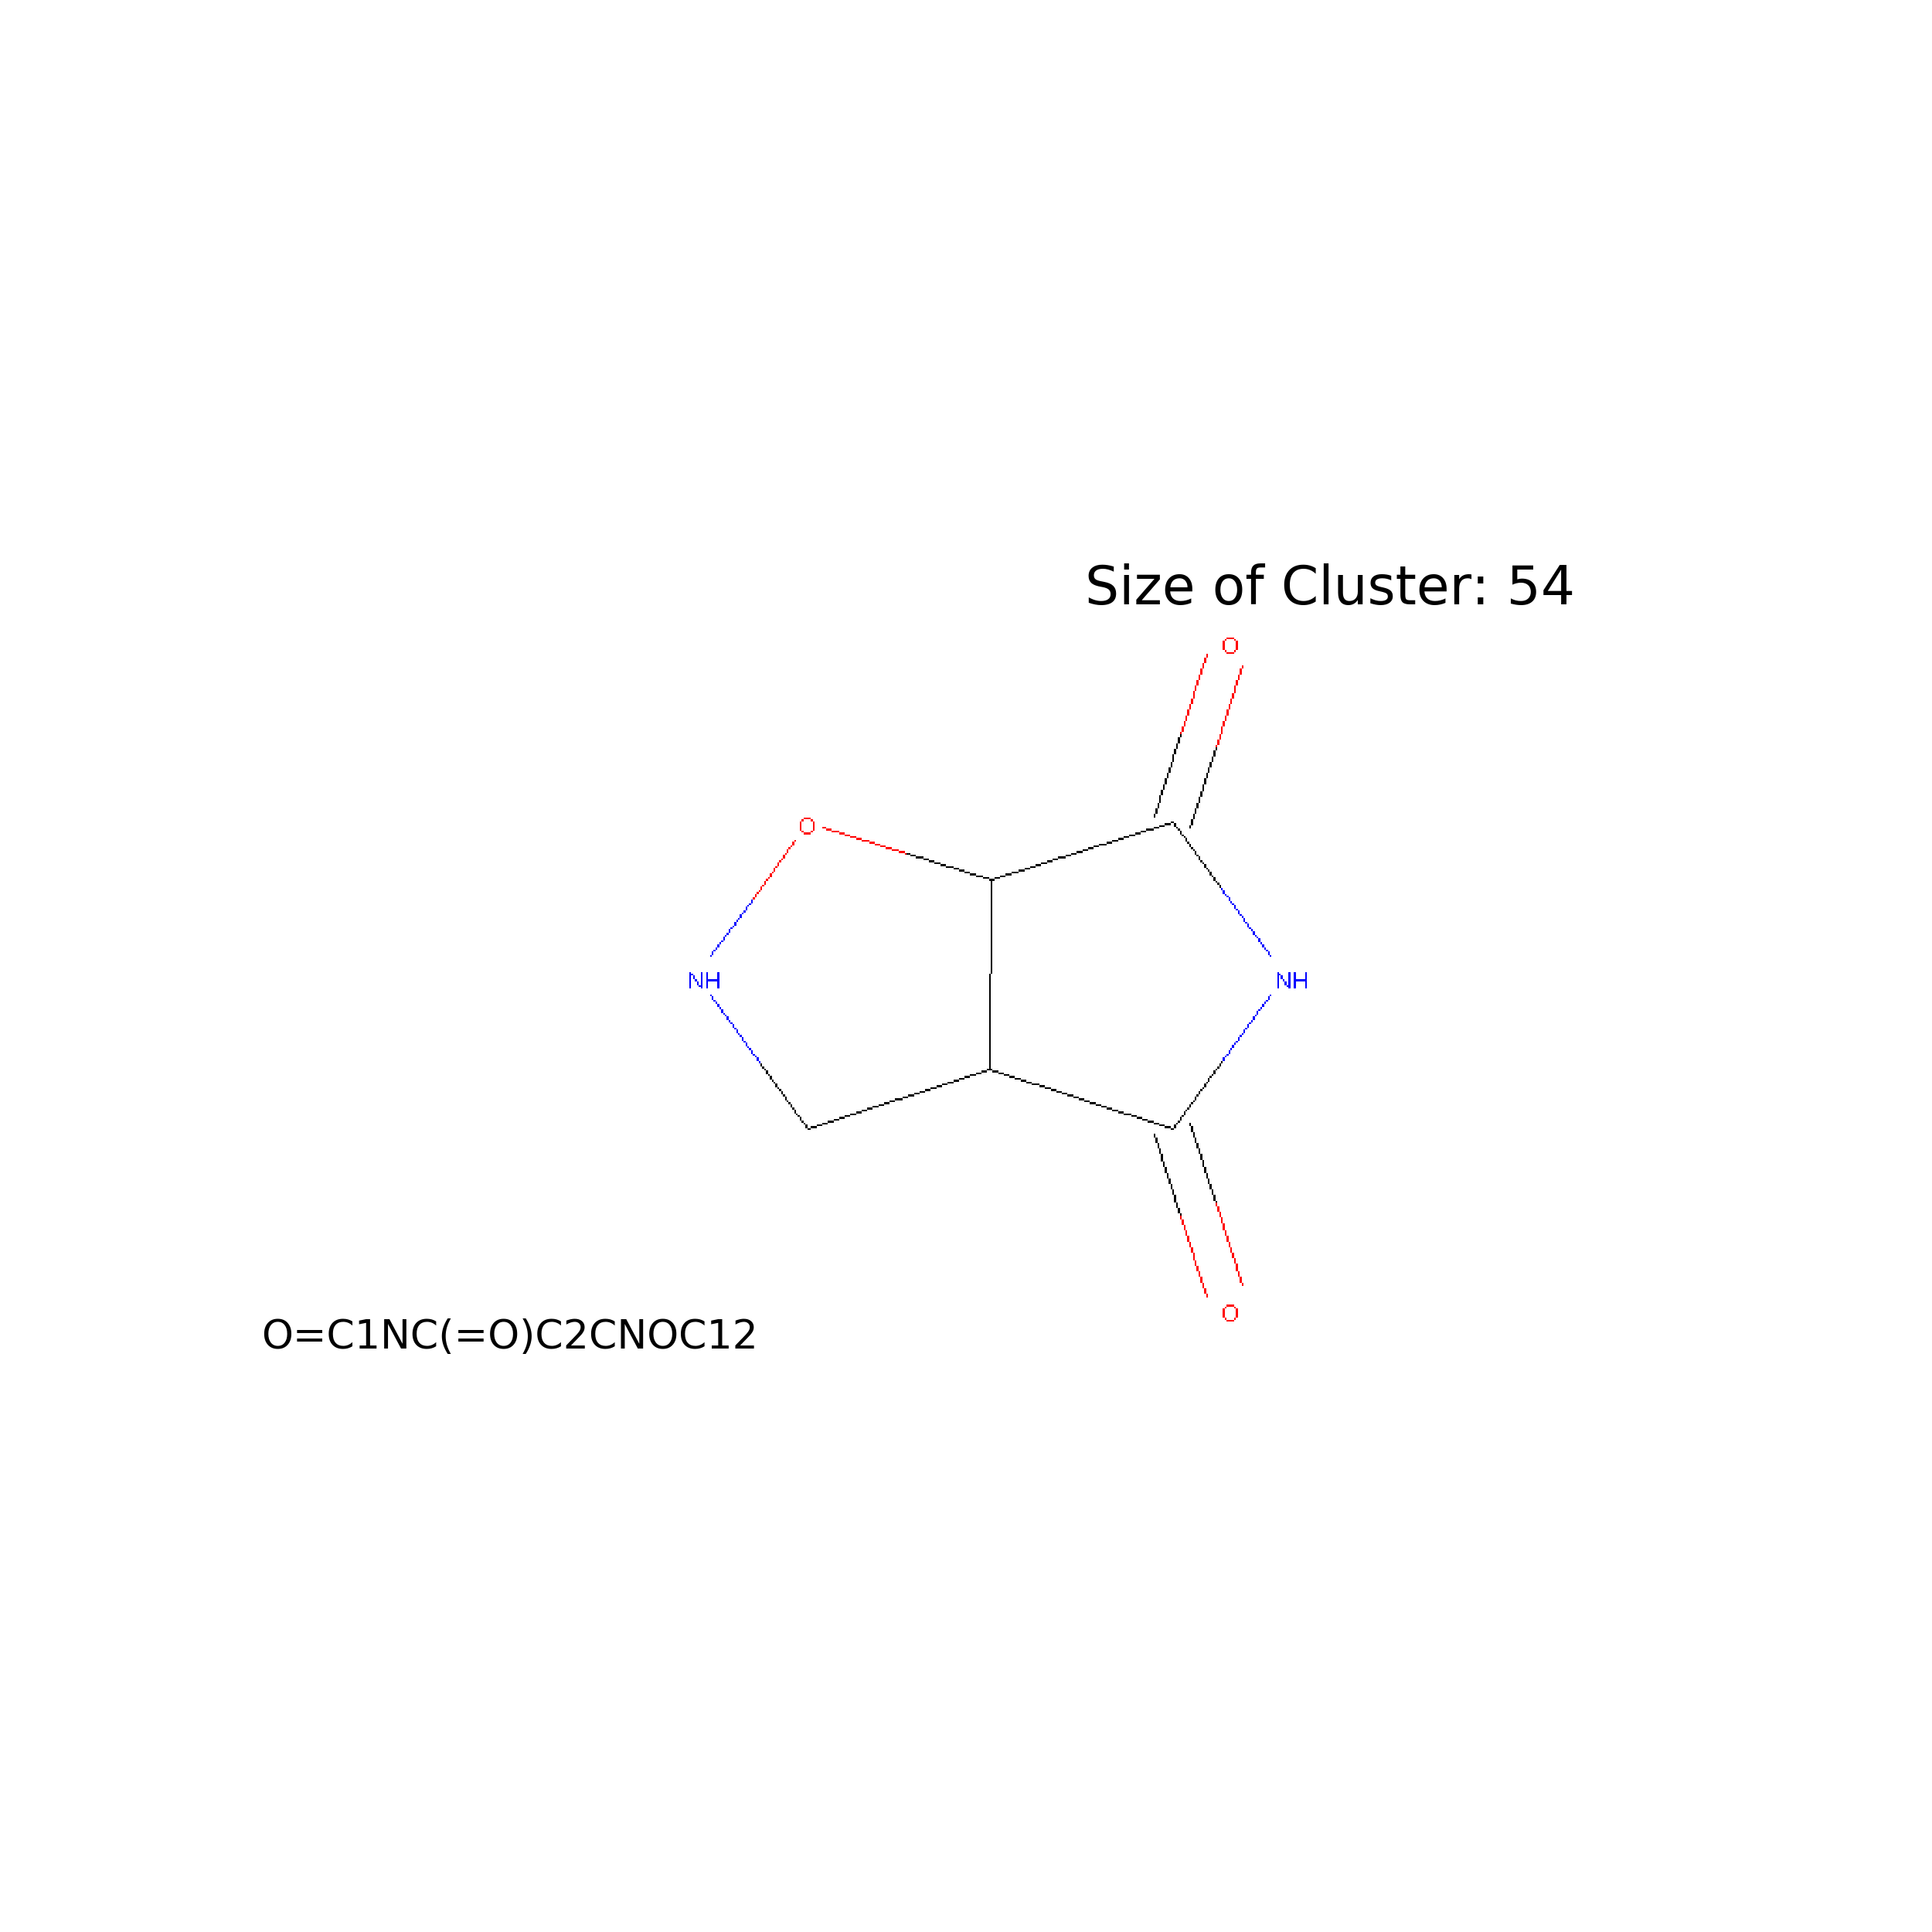 Size of Cluster: 54
O
O
NH
NH
O
O=C1NC(=O)C2CNOC12